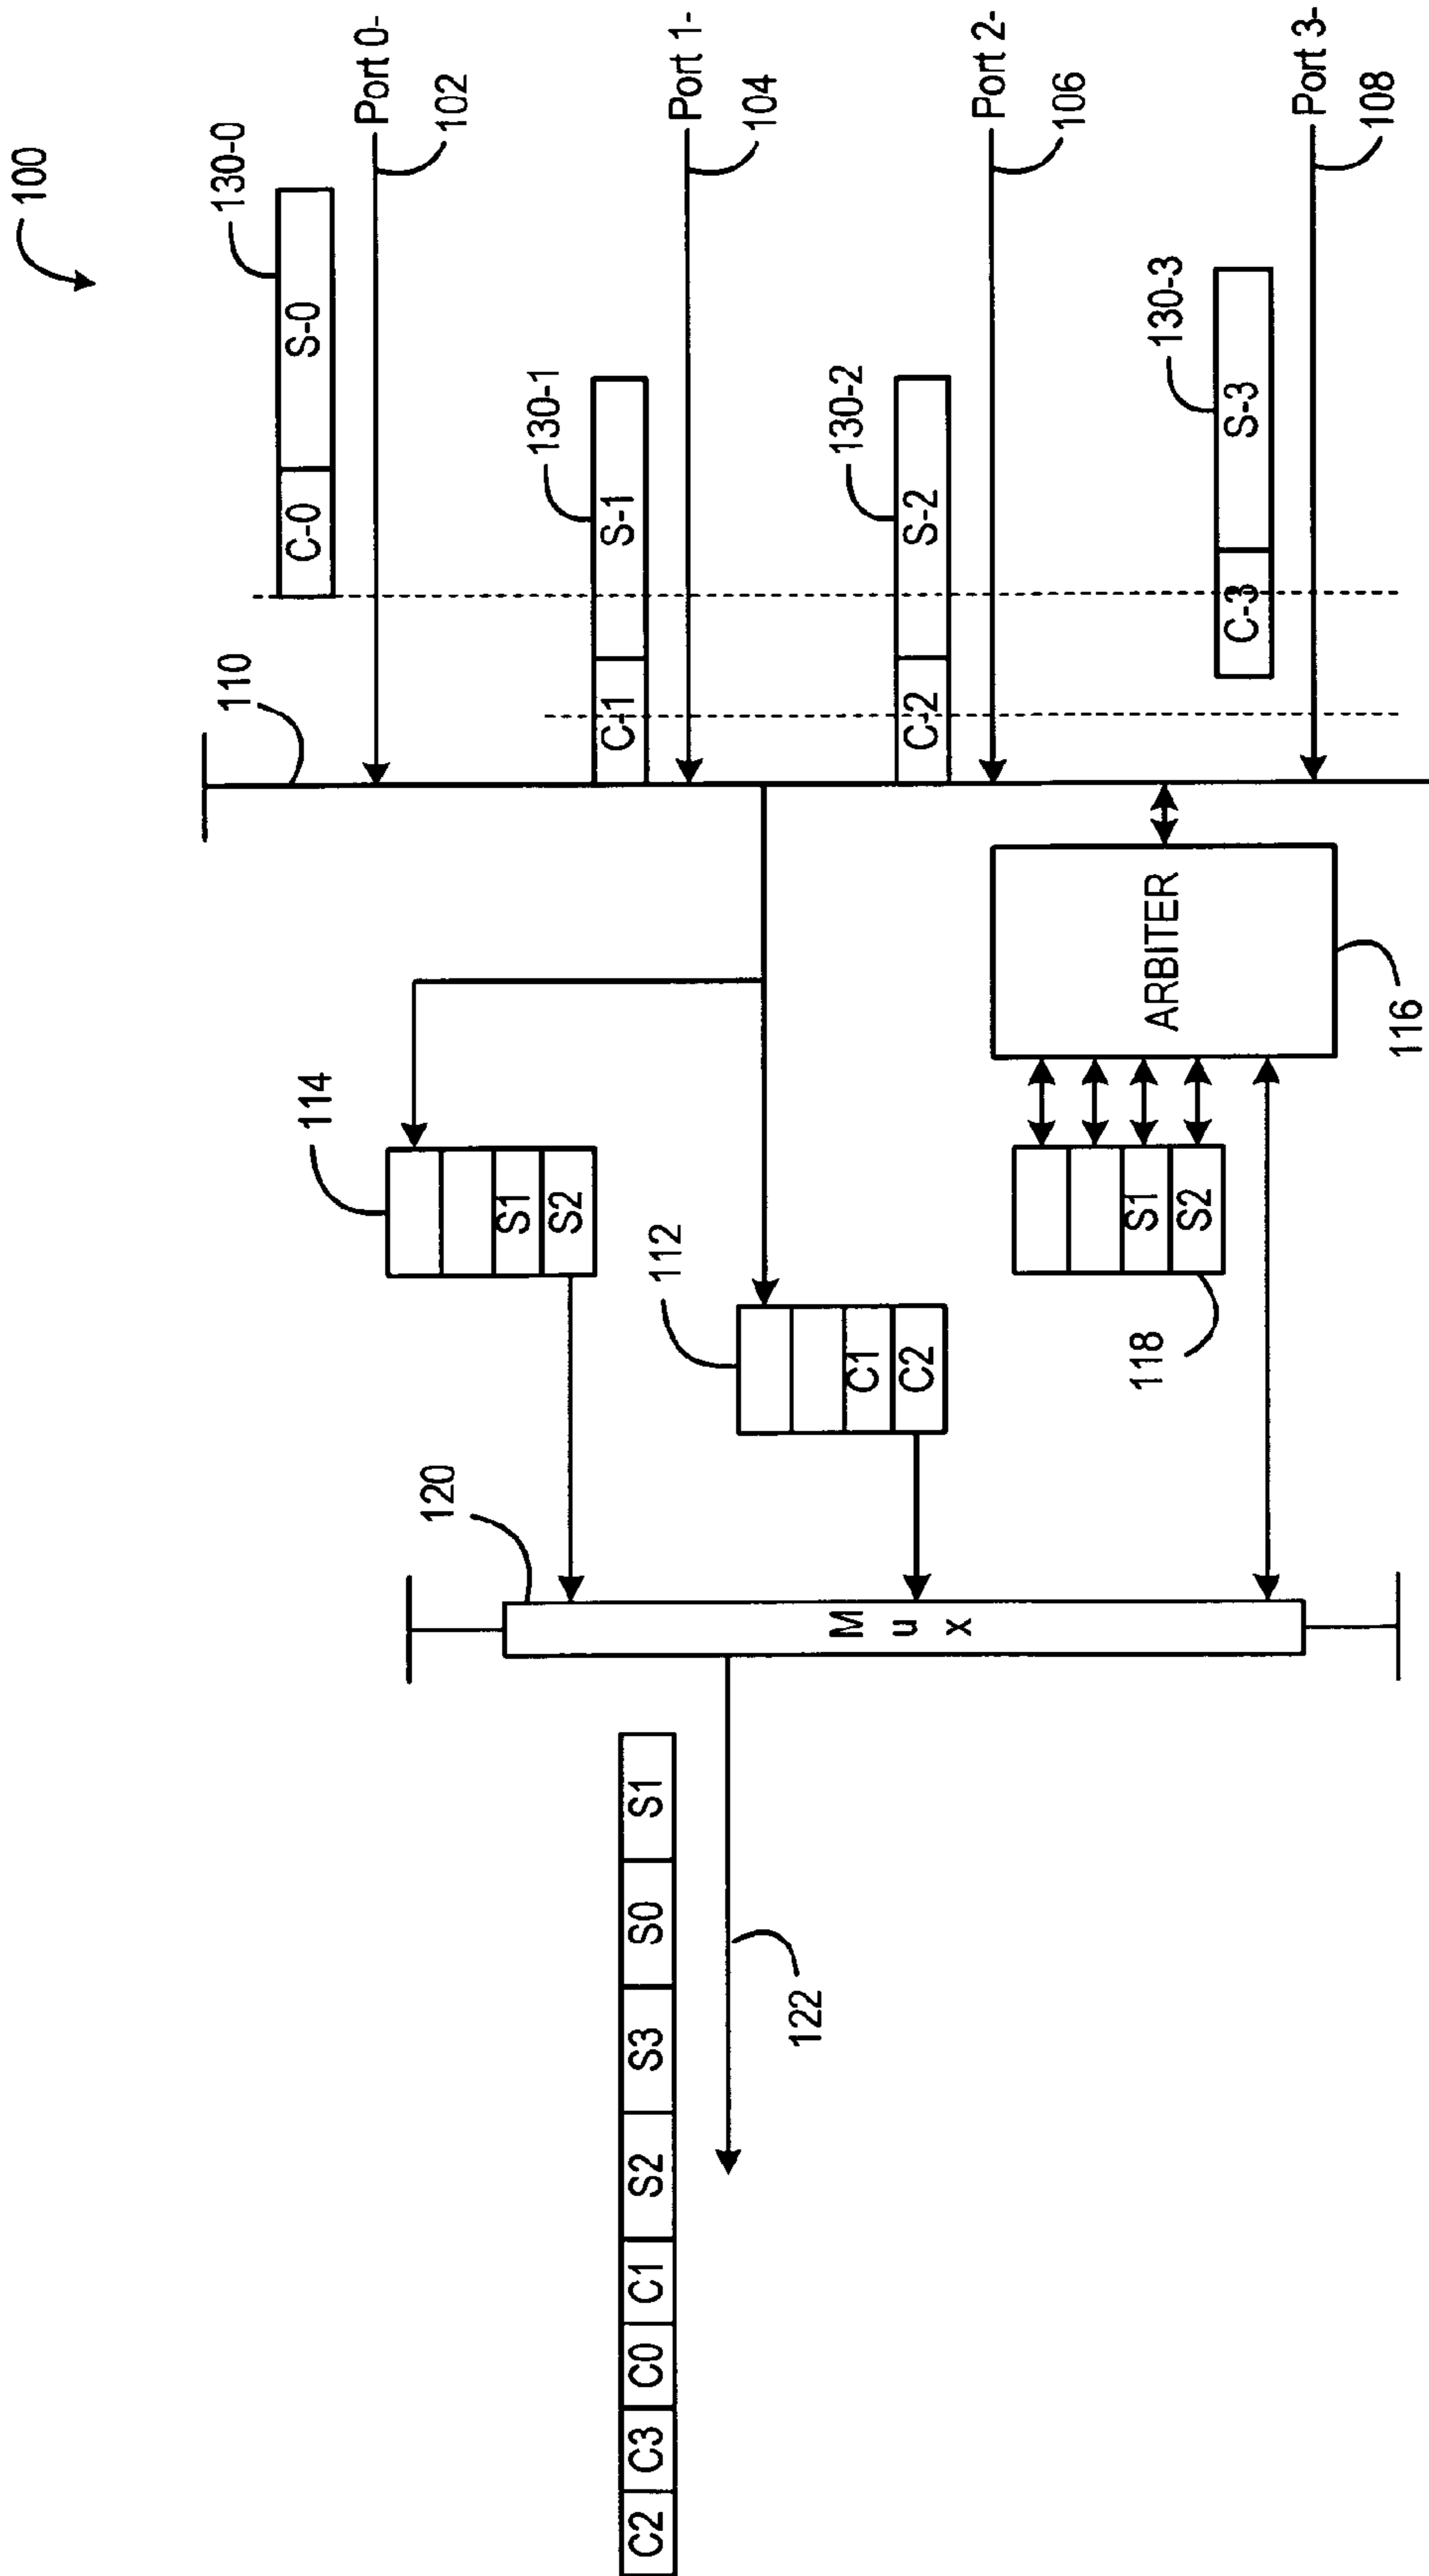 100
130-0
C-0 S-0
Port 0-
102
110
114
S1
S2
120
130-1
C-1 S-1
Port 1-
104
112
C1
C2
C2 C3 C0 C1 S2 S3 S0 S1
122
M
u
x
130-2
C-2 S-2
Port 2-
106
ARBITER
116
S1
S2
118
130-3
C-3 S-3
Port 3-
108